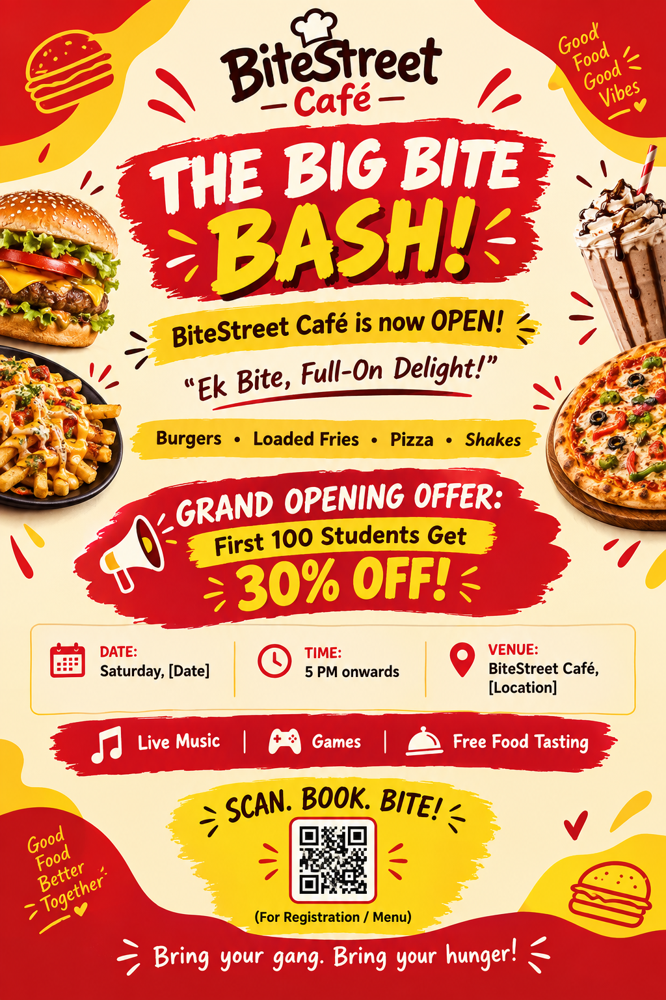 BiteStreet
Café
Good
Food
Good
Vibes
THE BIG BITE
BASH!
BiteStreet Café is now OPEN!
“Ek Bite, Full-On Delight!”
Burgers • Loaded Fries • Pizza • Shakes
GRAND OPENING OFFER:
First 100 Students Get
30% OFF!
DATE:
Saturday, [Date]
TIME:
5 PM onwards
VENUE:
BiteStreet Café,
[Location]
Live Music | Games | Free Food Tasting
SCAN. BOOK. BITE!
(For Registration / Menu)
Good
Food
Better
Together
Bring your gang. Bring your hunger!